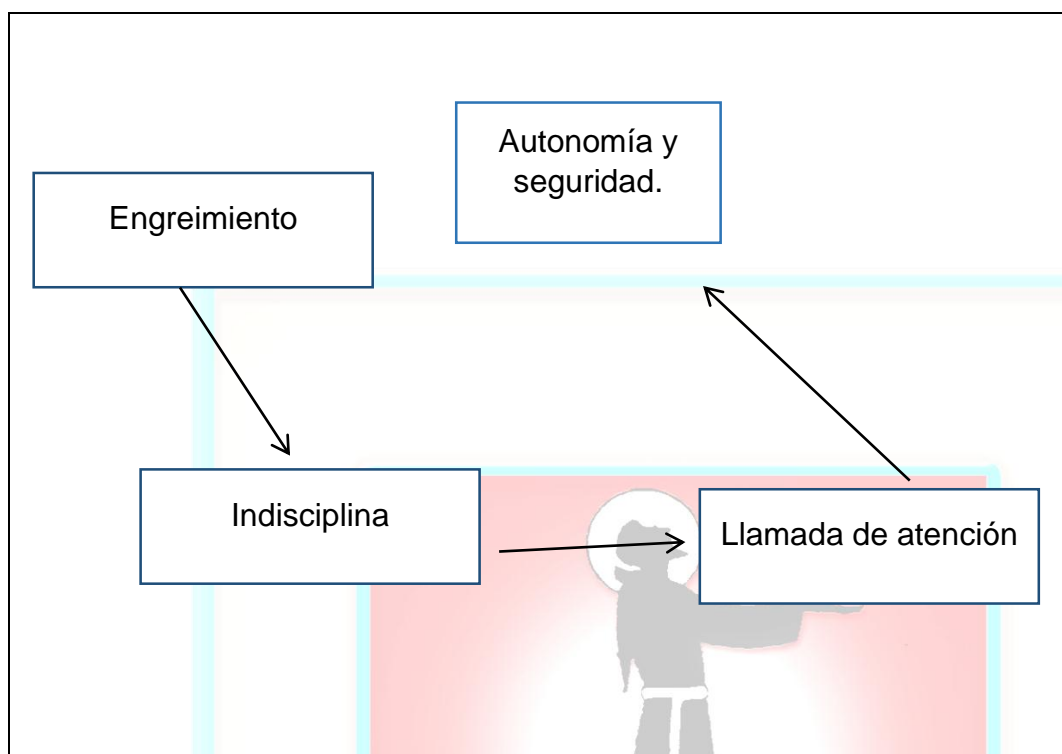 Autonomía y
seguridad.
Engreimiento
Indisciplina
Llamada de atención